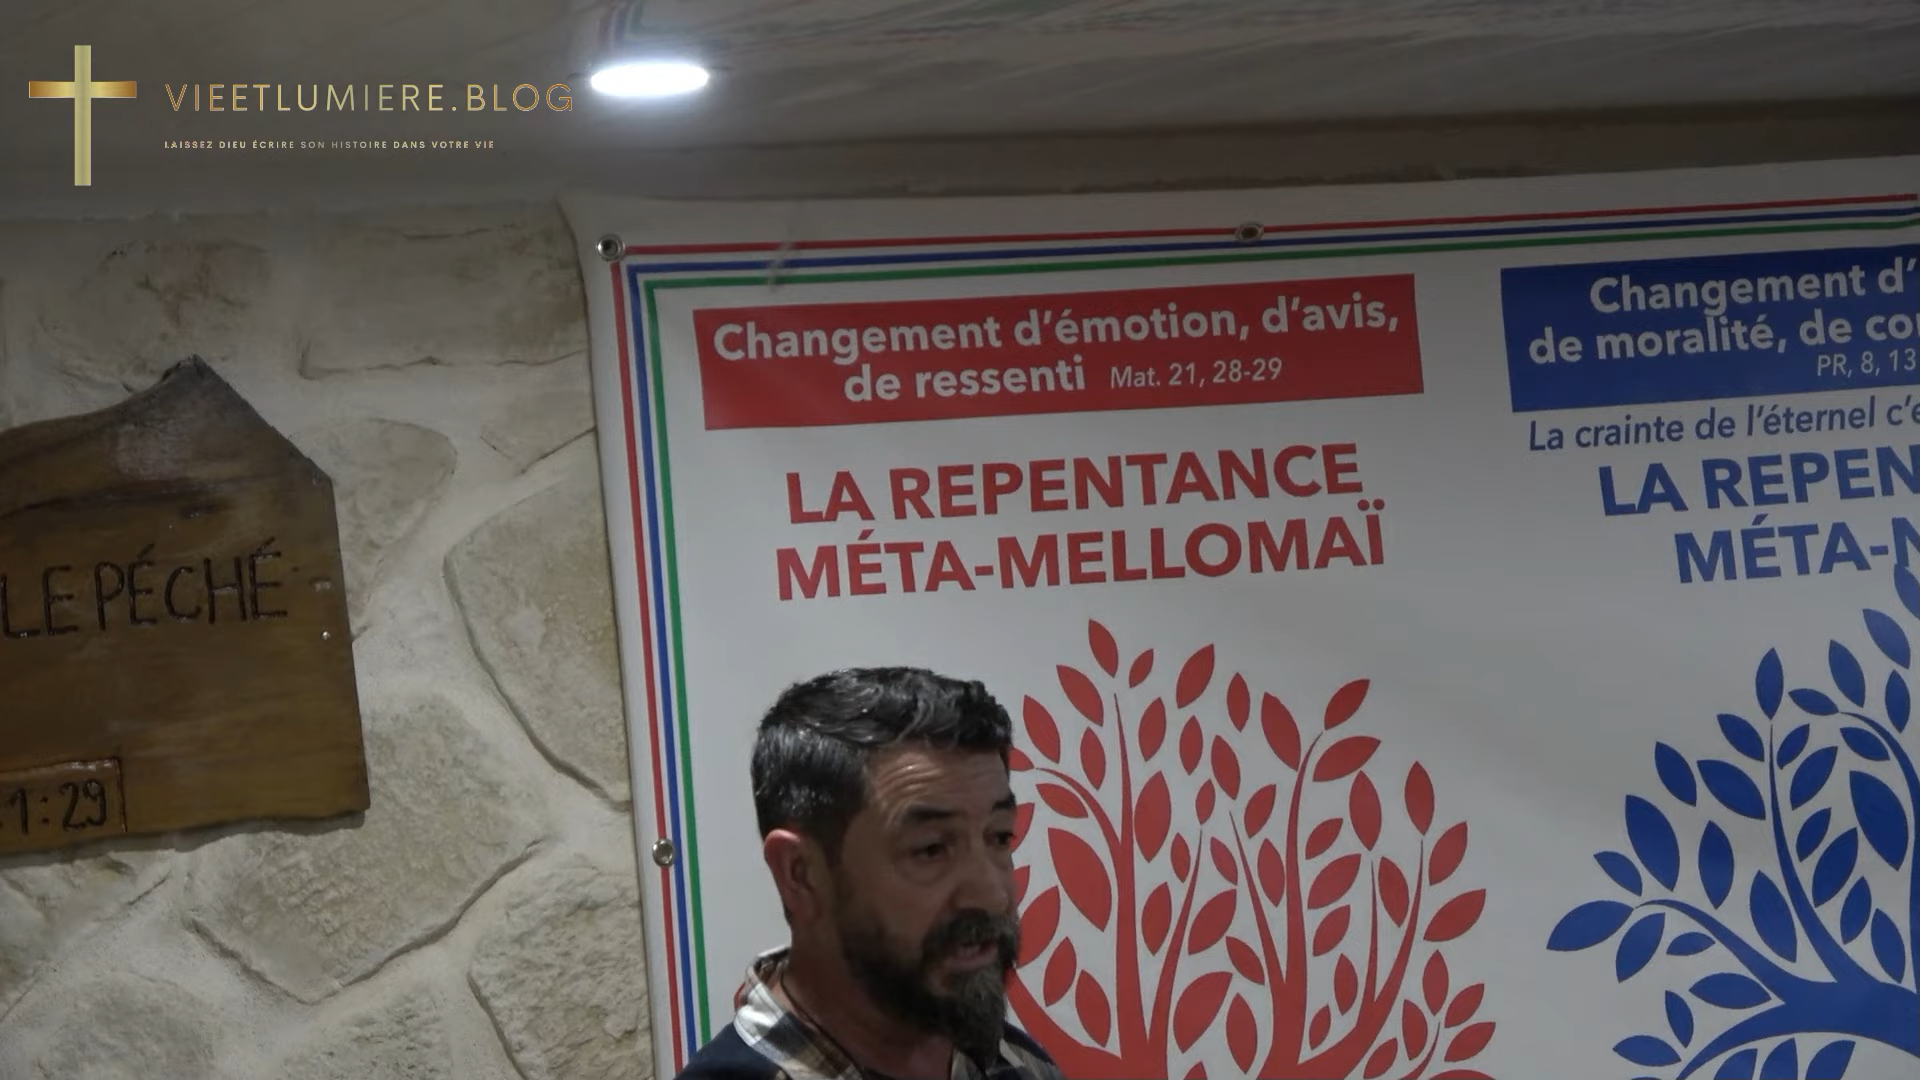 VIEETLUMIERE.BLOG
LAISSEZ DIEU ÉCRIRE SON HISTOIRE DANS VOTRE VIE
Changement d'émotion, d'avis,
de ressenti Mat. 21, 28-29
LA REPENTANCE
MÉTA-MELLOMAÏ
Changement d'
de moralité, de
PR, 8, 13
La crainte de l'éternel
LA
MÉTA-
LE PÉCHÉ
1:29